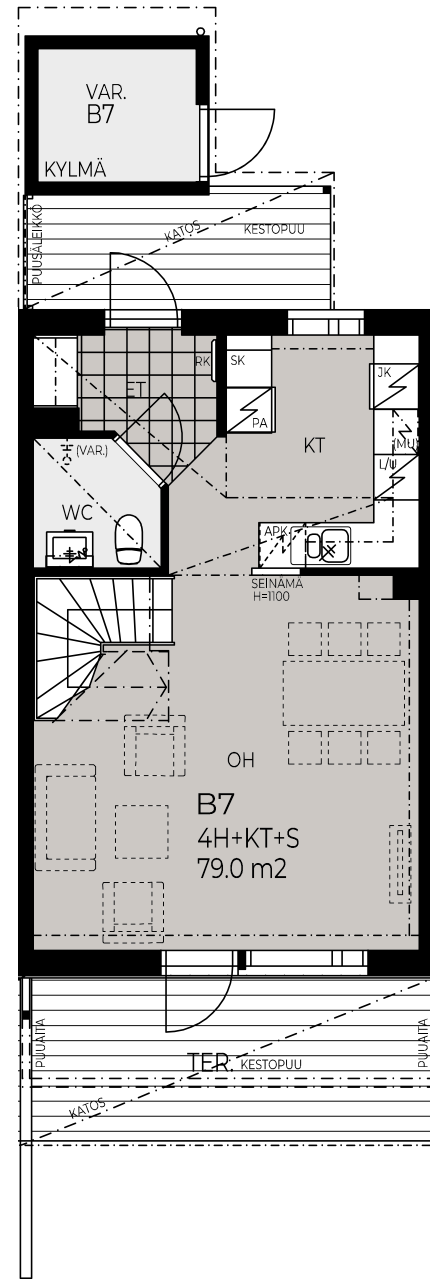 VAR.
B7
KYLMÄ
PUUSÄLEIKKÖ
KATOS
KESTOPUU
RK
SK
JK
ET
PA
KT
(MU)
(VAR.)
L/U
WC
APK
SEINÄMÄ
H=1100
OH
B7
4H+KT+S
79.0 m2
PUUAITA
TER.
KESTOPUU
PUUAITA
KATOS